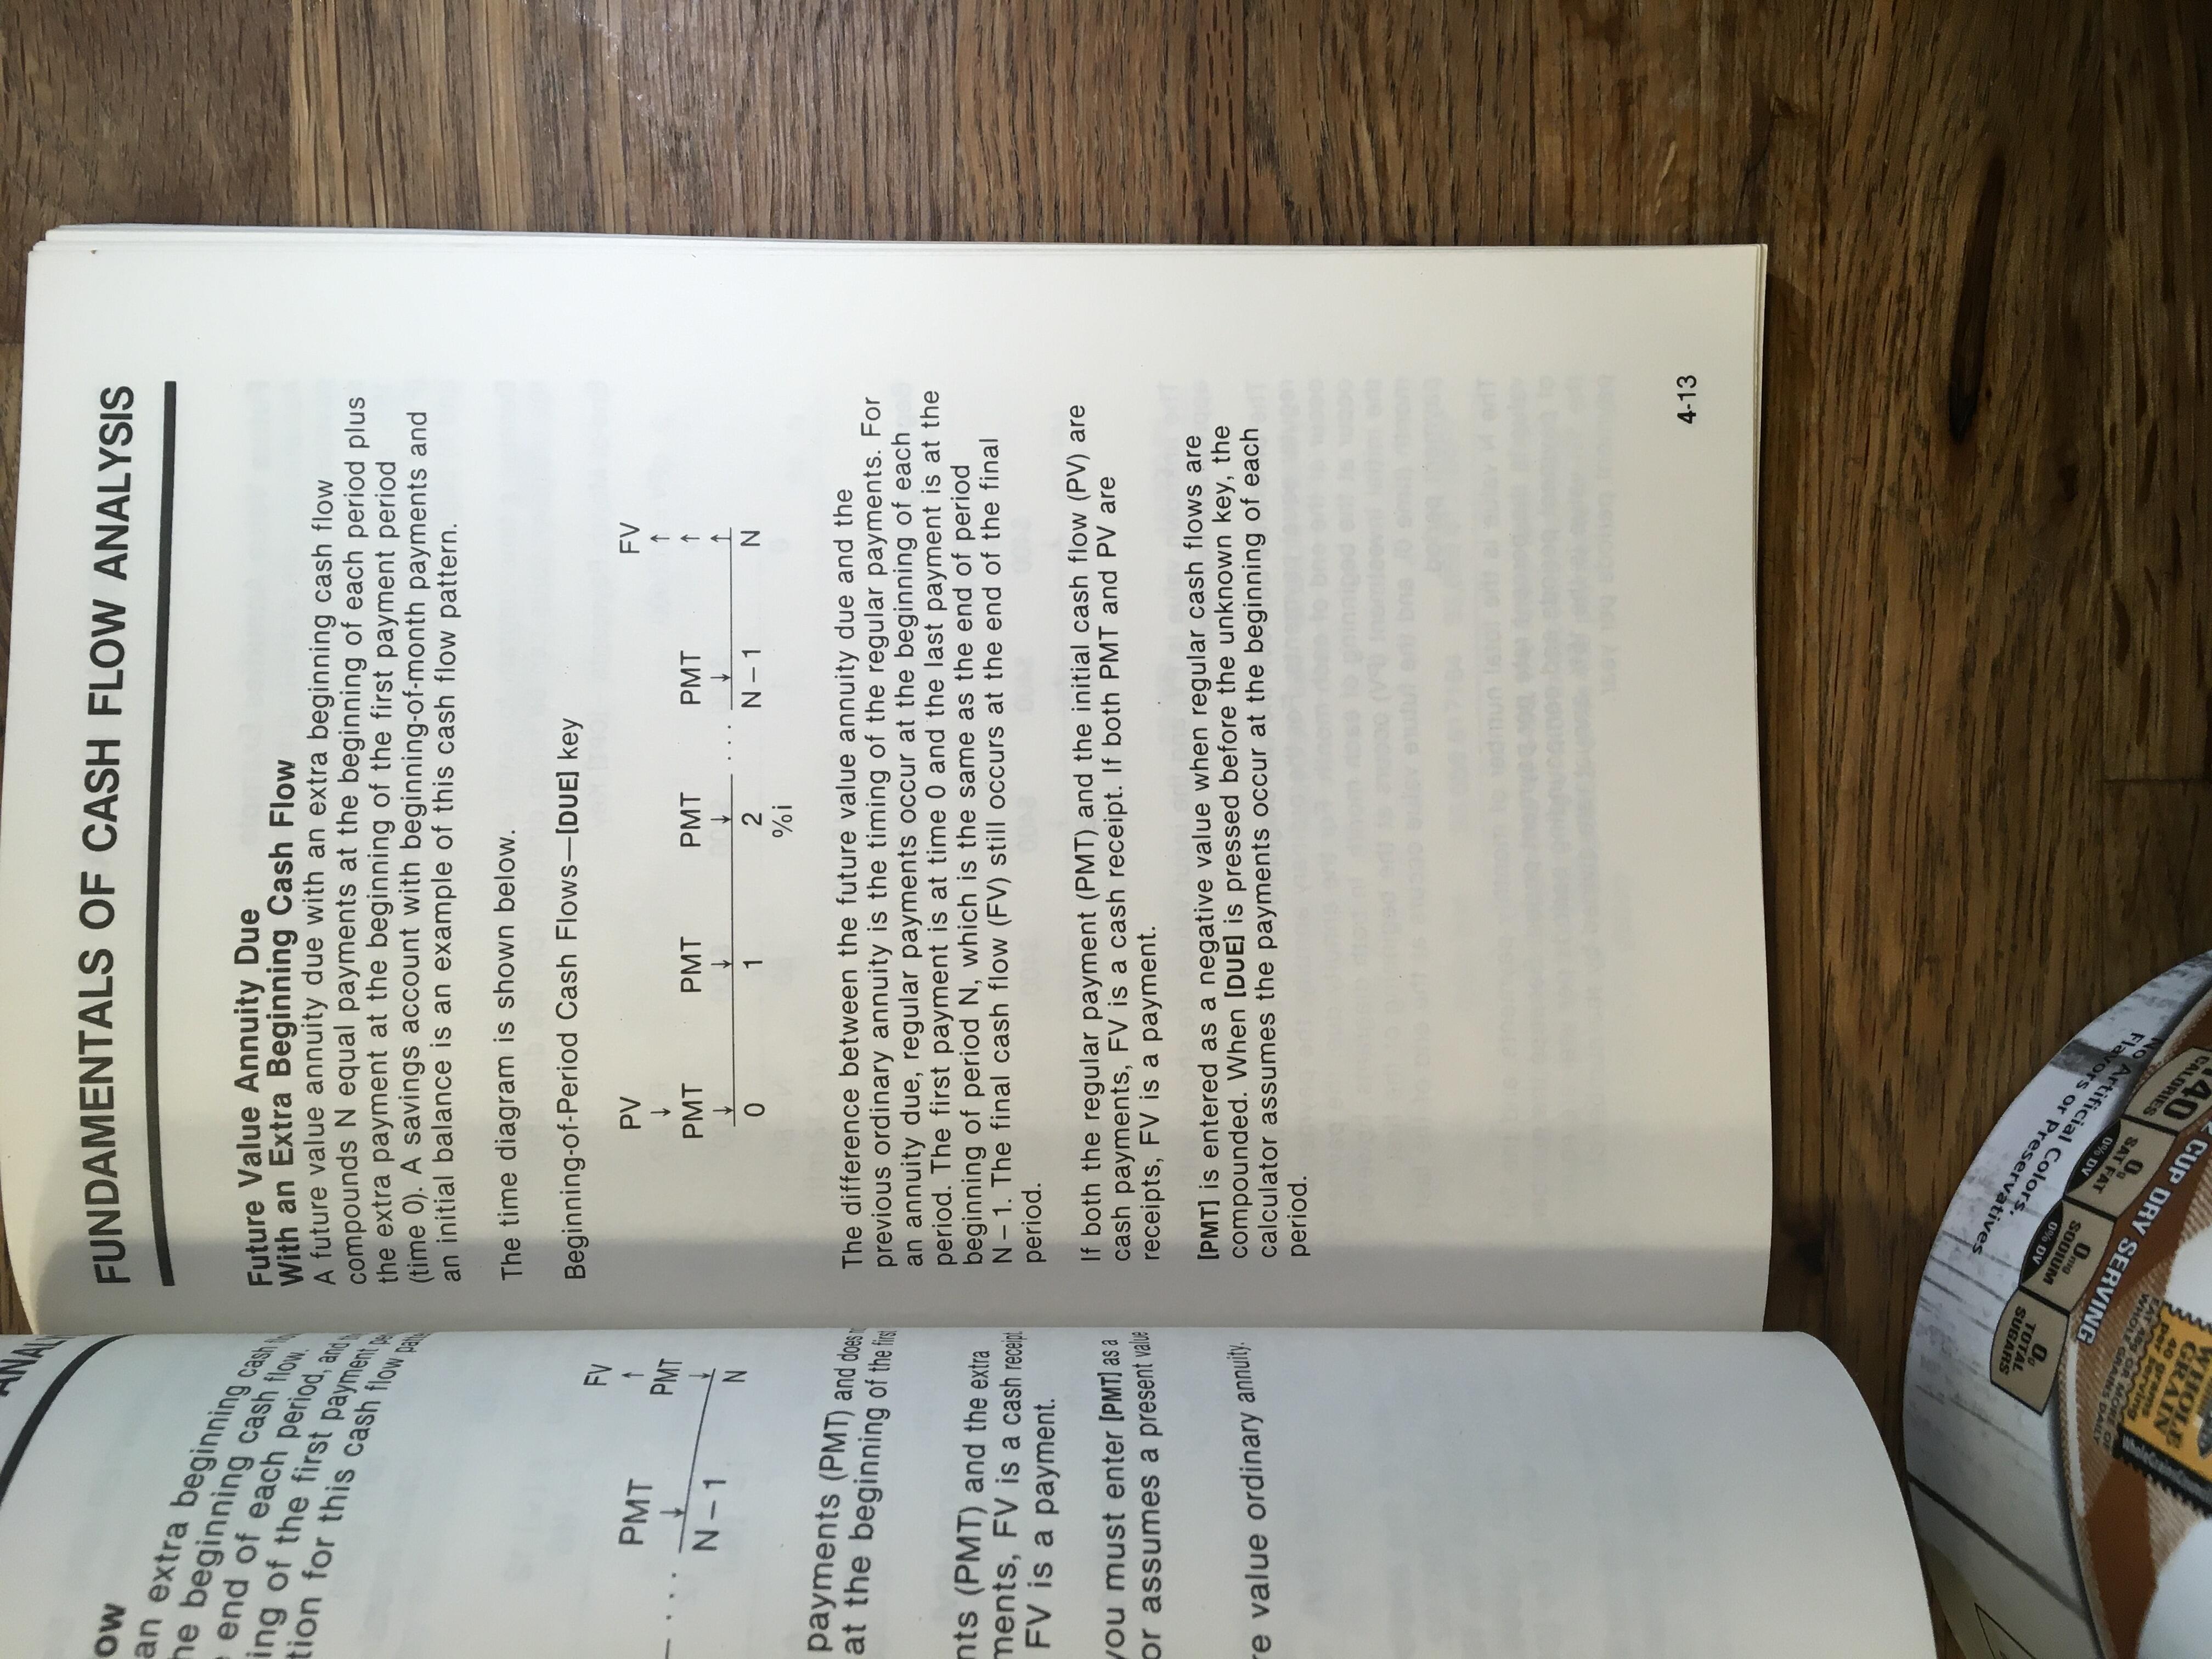 ow
an extra beginning cash
he beginning cash flow.
end of each period, and
ing of the first payment
tion for this cash flow
FV
PMT ↑
↓ PMT
. . . ↓
N – 1 N
payments (PMT) and does
at the beginning of the first
nts (PMT) and the extra
ments, FV is a cash receipt.
FV is a payment.
you must enter [PMT] as a
or assumes a present value
re value ordinary annuity.
FUNDAMENTALS OF CASH FLOW ANALYSIS
Future Value Annuity Due
With an Extra Beginning Cash Flow
A future value annuity due with an extra beginning cash flow
compounds N equal payments at the beginning of each period plus
the extra payment at the beginning of the first payment period
(time 0). A savings account with beginning-of-month payments and
an initial balance is an example of this cash flow pattern.
The time diagram is shown below.
Beginning-of-Period Cash Flows—[DUE] key
PV FV
↓ ↑
PMT PMT PMT PMT ↑
↓ ↓ ↓ . . . ↓ ↑
0 1 2 N – 1 N
%i
The difference between the future value annuity due and the
previous ordinary annuity is the timing of the regular payments. For
an annuity due, regular payments occur at the beginning of each
period. The first payment is at time 0 and the last payment is at the
beginning of period N, which is the same as the end of period
N – 1. The final cash flow (FV) still occurs at the end of the final
period.
If both the regular payment (PMT) and the initial cash flow (PV) are
cash payments, FV is a cash receipt. If both PMT and PV are
receipts, FV is a payment.
[PMT] is entered as a negative value when regular cash flows are
compounded. When [DUE] is pressed before the unknown key, the
calculator assumes the payments occur at the beginning of each
period.
4-13
No Artificial Colors,
Flavors or Preservatives
CUP DRY SERVING
140
CALORIES
0g
SAT FAT
0% DV
0mg
SODIUM
0% DV
0g
TOTAL
SUGARS
WHOLE
GRAIN
40 grams
per
serving
EAT 48g OR MORE OF
WHOLE GRAINS DAILY